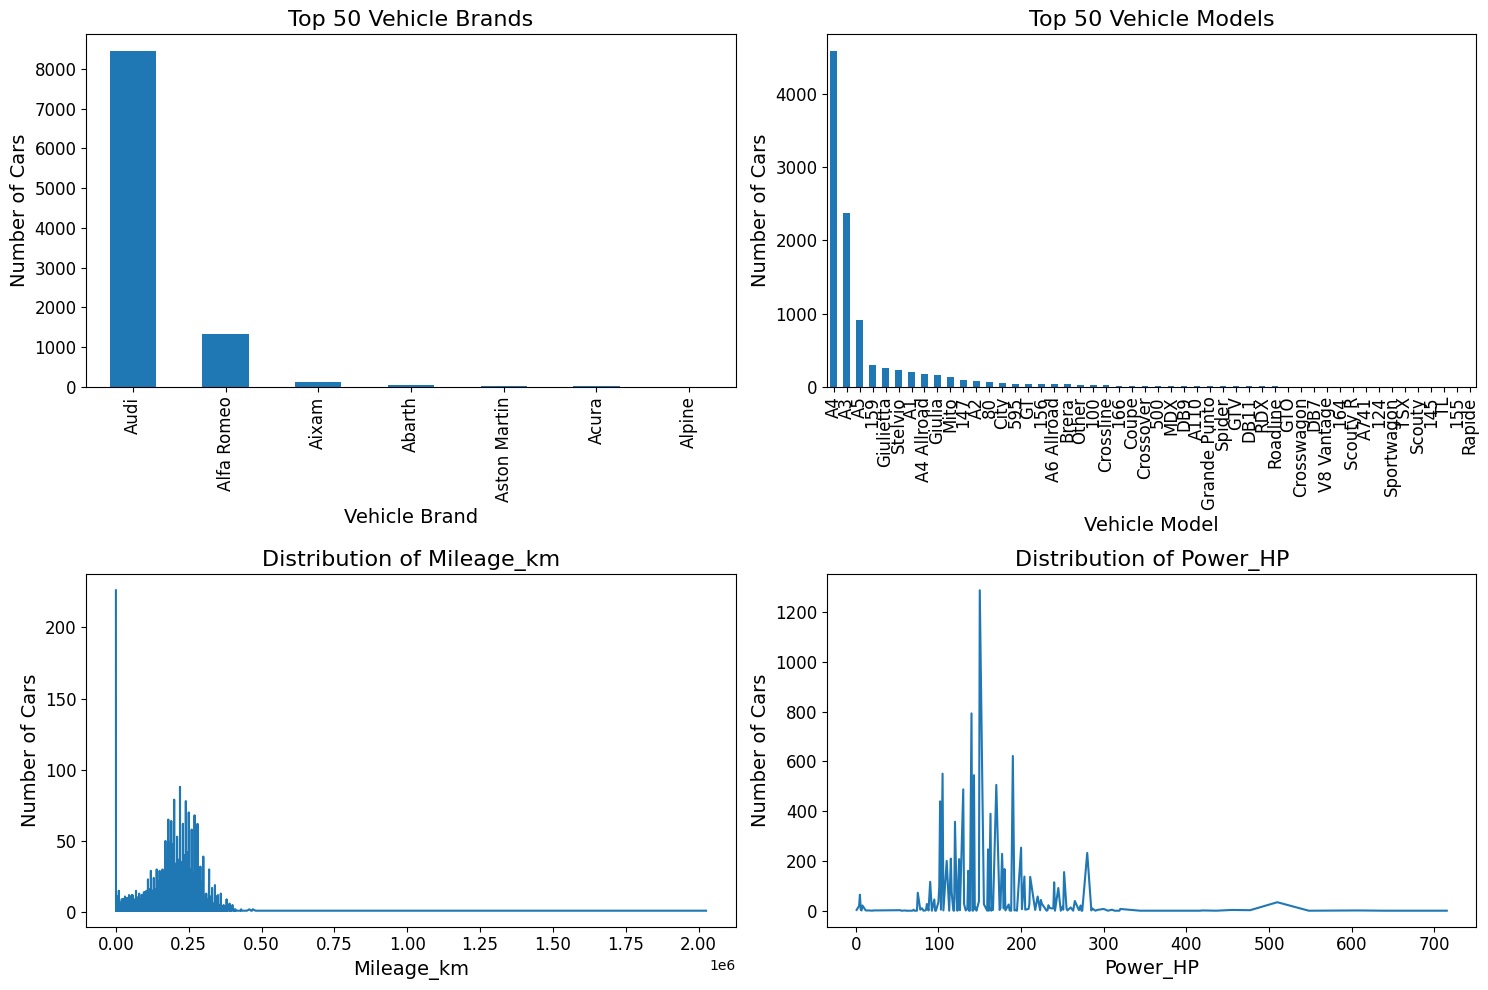 Top 50 Vehicle Brands
Number of Cars
8000
7000
6000
5000
4000
3000
2000
1000
0
Audi
Alfa Romeo
Aixam
Abarth
Aston Martin
Acura
Alpine
Vehicle Brand
Top 50 Vehicle Models
Number of Cars
4000
3000
2000
1000
0
A4
A3
A5
159
Giulietta
Stelvio
A1
A4 Allroad
Giulia
Mito
147
A2
80
City
595
GT
156
A6 Allroad
Brera
Other
100
Crossline
166
Coupe
Crossover
500
MDX
DB9
A110
Grande Punto
Spider
GTV
DB11
RDX
Roadline
GTO
Crosswagon
DB7
V8 Vantage
164
Scouty R
A741
124
Sportwagon
TSX
Scouty
145
TL
155
Rapide
Vehicle Model
Distribution of Mileage_km
Number of Cars
200
150
100
50
0
0.00 0.25 0.50 0.75 1.00 1.25 1.50 1.75 2.00
1e6
Mileage_km
Distribution of Power_HP
Number of Cars
1200
1000
800
600
400
200
0
0 100 200 300 400 500 600 700
Power_HP